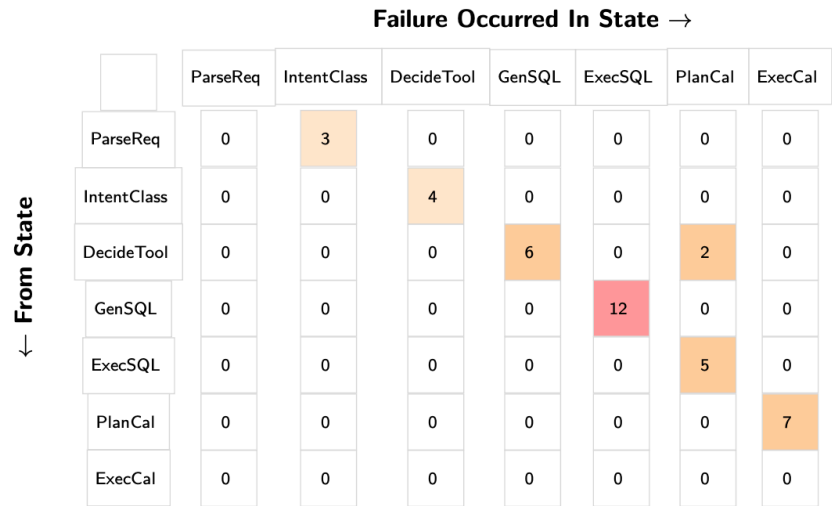 Failure Occurred In State →
ParseReq IntentClass DecideTool GenSQL ExecSQL PlanCal ExecCal
← From State
ParseReq 0 3 0 0 0 0 0
IntentClass 0 0 4 0 0 0 0
DecideTool 0 0 0 6 0 2 0
GenSQL 0 0 0 0 12 0 0
ExecSQL 0 0 0 0 0 5 0
PlanCal 0 0 0 0 0 0 7
ExecCal 0 0 0 0 0 0 0